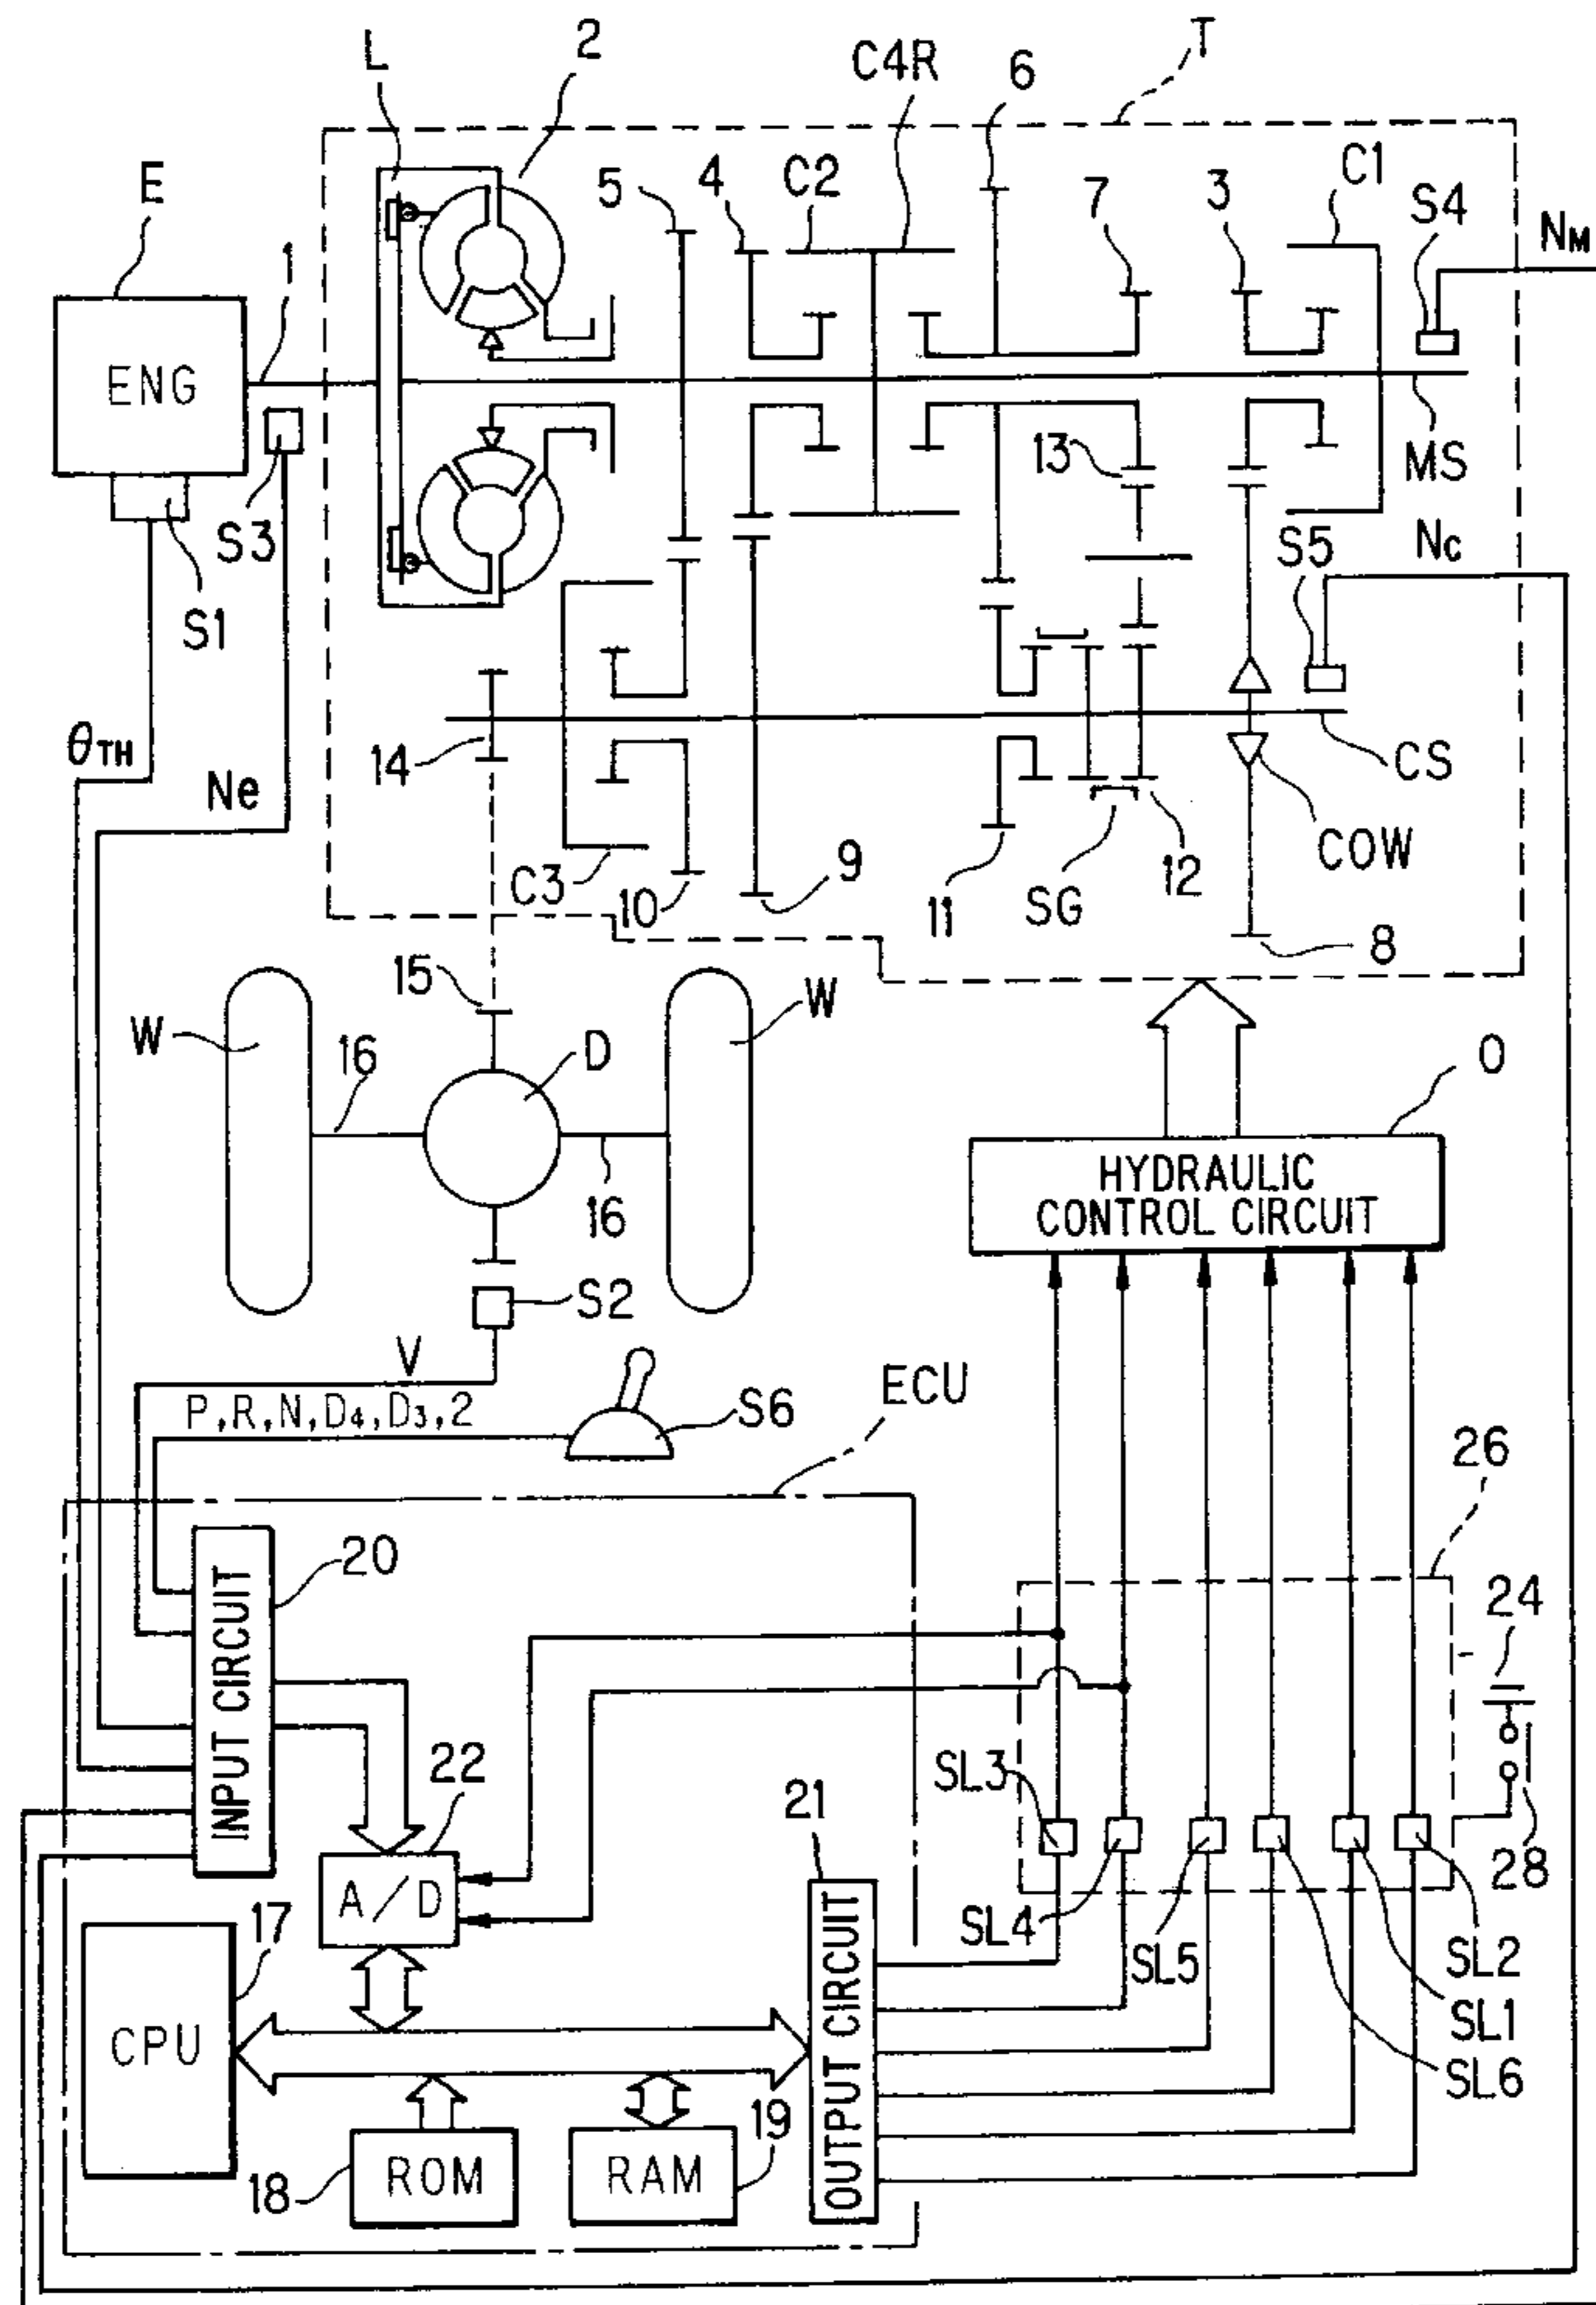 T
2
L
C4R
6
E
5
4
C2
7
3
C1
S4
NM
1
ENG
13
MS
S3
S5
NC
S1
θTH
14
CS
Ne
COW
C3
10
9
11
SG
12
8
15
W
W
16
D
O
HYDRAULIC
CONTROL CIRCUIT
16
S2
V
ECU
P,R,N,D4,D3,2
S6
26
20
24
INPUT CIRCUIT
22
SL3
21
28
A/D
17
SL4
SL5
SL2
OUTPUT CIRCUIT
CPU
SL1
SL6
19
18
ROM
RAM